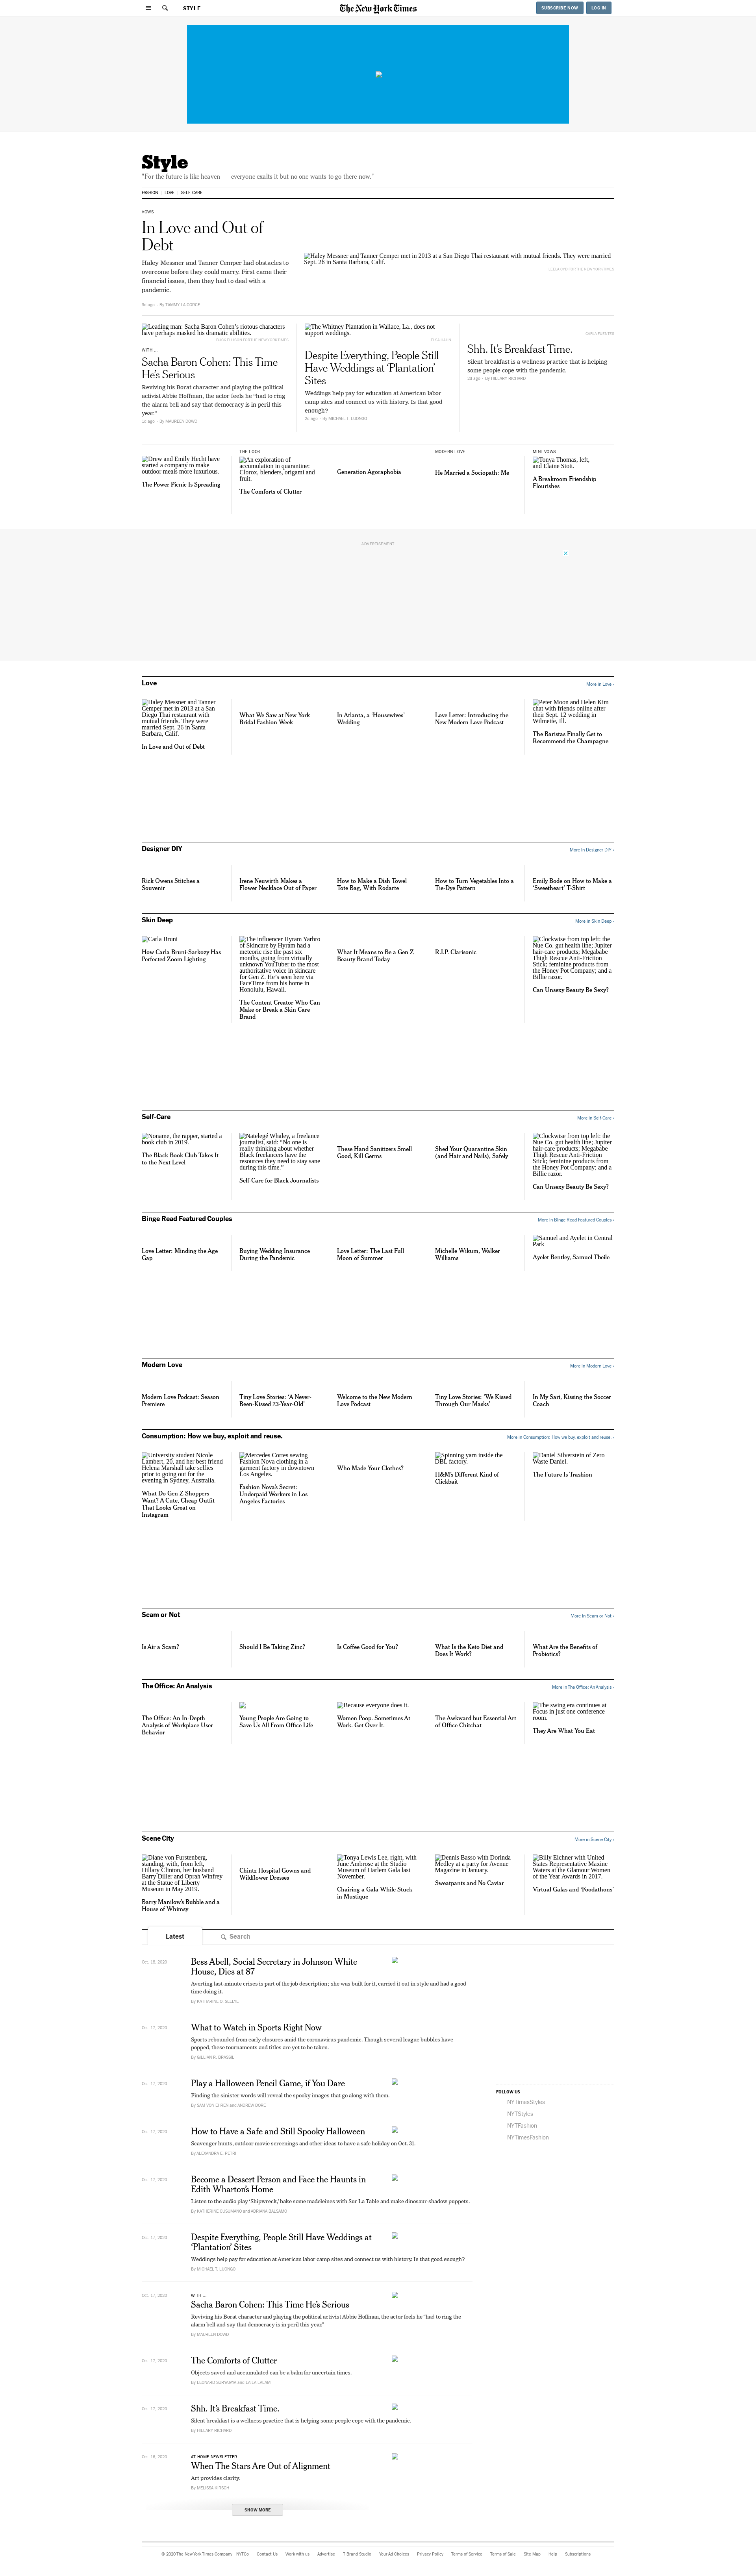 STYLE
The New York Times
SUBSCRIBE NOW
LOG IN
Style
“For the future is like heaven — everyone exalts it but no one wants to go there now.”
FASHION
LOVE
SELF-CARE
VOWS
In Love and Out of
Debt
Haley Messner and Tanner Cemper had obstacles to
overcome before they could marry. First came their
financial issues, then they had to deal with a
pandemic.
3d ago · By TAMMY LA GORCE
Haley Messner and Tanner Cemper met in 2013 at a San Diego Thai restaurant with mutual friends. They were married
Sept. 26 in Santa Barbara, Calif.
Leading man: Sacha Baron Cohen’s riotous characters
have perhaps masked his dramatic abilities.
WITH ...
Sacha Baron Cohen: This Time
He’s Serious
Reviving his Borat character and playing the political
activist Abbie Hoffman, the actor feels he “had to ring
the alarm bell and say that democracy is in peril this
year.”
By MAUREEN DOWD
The Whitney Plantation in Wallace, La., does not
support weddings.
Despite Everything, People Still
Have Weddings at ‘Plantation’
Sites
Weddings help pay for education at American labor
camp sites and connect us with history. Is that good
enough?
By MICHAEL T. LUONGO
CARLA FUENTES
Shh. It’s Breakfast Time.
Silent breakfast is a wellness practice that is helping
some people cope with the pandemic.
By HILLARY RICHARD
Drew and Emily Hecht have
started a company to make
outdoor meals more luxurious.
The Power Picnic Is Spreading
THE LOOK
An exploration of
accumulation in quarantine:
Clorox, blenders, origami and
fruit.
The Comforts of Clutter
Generation Agoraphobia
MODERN LOVE
He Married a Sociopath: Me
MINI-VOWS
Tonya Thomas, left,
and Elaine Stott.
A Breakroom Friendship
Flourishes
ADVERTISEMENT
Love
More in Love ›
Haley Messner and Tanner
Cemper met in 2013 at a San
Diego Thai restaurant with
mutual friends. They were
married Sept. 26 in Santa
Barbara, Calif.
In Love and Out of Debt
What We Saw at New York
Bridal Fashion Week
In Atlanta, a ‘Housewives’
Wedding
Love Letter: Introducing the
New Modern Love Podcast
Peter Moon and Helen Kim
chat with friends online after
their Sept. 12 wedding in
Wilmette, Ill.
The Baristas Finally Get to
Recommend the Champagne
Designer DIY
More in Designer DIY ›
Rick Owens Stitches a
Souvenir
Irene Neuwirth Makes a
Flower Necklace Out of Paper
How to Make a Dish Towel
Tote Bag, With Rodarte
How to Turn Vegetables Into a
Tie-Dye Pattern
Emily Bode on How to Make a
‘Sweetheart’ T-Shirt
Skin Deep
More in Skin Deep ›
Carla Bruni
How Carla Bruni-Sarkozy Has
Perfected Zoom Lighting
The influencer Hyram Yarbro
of Skincare by Hyram had a
meteoric rise the past six
months, going from virtually
unknown YouTuber to the most
authoritative voice in skincare
for Gen Z. He’s seen here via
FaceTime from his home in
Honolulu, Hawaii.
The Content Creator Who Can
Make or Break a Skin Care
Brand
What It Means to Be a Gen Z
Beauty Brand Today
R.I.P. Clarisonic
Clockwise from top left: the
Nue Co. gut health line; Jupiter
hair-care products; Megababe
Thigh Rescue Anti-Friction
Stick; feminine products from
the Honey Pot Company; and a
Billie razor.
Can Unsexy Beauty Be Sexy?
Self-Care
More in Self-Care ›
Noname, the rapper, started a
book club in 2019.
The Black Book Club Takes It
to the Next Level
Natelegé Whaley, a freelance
journalist, said: “No one is
really thinking about whether
Black freelancers have the
resources they need to stay sane
during this time.”
Self-Care for Black Journalists
These Hand Sanitizers Smell
Good, Kill Germs
Shed Your Quarantine Skin
(and Hair and Nails), Safely
Clockwise from top left: the
Nue Co. gut health line; Jupiter
hair-care products; Megababe
Thigh Rescue Anti-Friction
Stick; feminine products from
the Honey Pot Company; and a
Billie razor.
Can Unsexy Beauty Be Sexy?
Binge Read Featured Couples
More in Binge Read Featured Couples ›
Love Letter: Minding the Age
Gap
Buying Wedding Insurance
During the Pandemic
Love Letter: The Last Full
Moon of Summer
Michelle Wikum, Walker
Williams
Samuel and Ayelet in Central
Park
Ayelet Bentley, Samuel Tbeile
Modern Love
More in Modern Love ›
Modern Love Podcast: Season
Premiere
Tiny Love Stories: ‘A Never-
Been-Kissed 23-Year-Old’
Welcome to the New Modern
Love Podcast
Tiny Love Stories: ‘We Kissed
Through Our Masks’
In My Sari, Kissing the Soccer
Coach
Consumption: How we buy, exploit and reuse.
More in Consumption: How we buy, exploit and reuse. ›
University student Nicole
Lambert, 20, and her best friend
Helena Marshall take selfies
prior to going out for the
evening in Sydney, Australia.
What Do Gen Z Shoppers
Want? A Cute, Cheap Outfit
That Looks Great on
Instagram
Mercedes Cortes sewing
Fashion Nova clothing in a
garment factory in downtown
Los Angeles.
Fashion Nova’s Secret:
Underpaid Workers in Los
Angeles Factories
Who Made Your Clothes?
Spinning yarn inside the
DBL factory.
H&M’s Different Kind of
Clickbait
Daniel Silverstein of Zero
Waste Daniel.
The Future Is Trashion
Scam or Not
More in Scam or Not ›
Is Air a Scam?
Should I Be Taking Zinc?
Is Coffee Good for You?
What Is the Keto Diet and
Does It Work?
What Are the Benefits of
Probiotics?
The Office: An Analysis
More in The Office: An Analysis ›
The Office: An In-Depth
Analysis of Workplace User
Behavior
Young People Are Going to
Save Us All From Office Life
Because everyone does it.
Women Poop. Sometimes At
Work. Get Over It.
The Awkward but Essential Art
of Office Chitchat
The swing era continues at
Focus in just one conference
room.
They Are What You Eat
Scene City
More in Scene City ›
Diane von Furstenberg,
standing, with, from left,
Hillary Clinton, her husband
Barry Diller and Oprah Winfrey
at the Statue of Liberty
Museum in May 2019.
Barry Manilow’s Bubble and a
House of Whimsy
Chintz Hospital Gowns and
Wildflower Dresses
Tonya Lewis Lee, right, with
June Ambrose at the Studio
Museum of Harlem Gala last
November.
Chairing a Gala While Stuck
in Mustique
Dennis Basso with Dorinda
Medley at a party for Avenue
Magazine in January.
Sweatpants and No Caviar
Billy Eichner with United
States Representative Maxine
Waters at the Glamour Women
of the Year Awards in 2017.
Virtual Galas and ‘Foodathons’
Latest
Search
Oct. 18, 2020
Bess Abell, Social Secretary in Johnson White
House, Dies at 87
Averting last-minute crises is part of the job description; she was built for it, carried it out in style and had a good
time doing it.
By KATHARINE Q. SEELYE
Oct. 17, 2020
What to Watch in Sports Right Now
Sports rebounded from early closures amid the coronavirus pandemic. Though several league bubbles have
popped, these tournaments and titles are yet to be taken.
By GILLIAN R. BRASSIL
Oct. 17, 2020
Play a Halloween Pencil Game, if You Dare
Finding the sinister words will reveal the spooky images that go along with them.
By SAM VON EHREN and ANDREW DORE
Oct. 17, 2020
How to Have a Safe and Still Spooky Halloween
Scavenger hunts, outdoor movie screenings and other ideas to have a safe holiday on Oct. 31.
By ALEXANDRA E. PETRI
Oct. 17, 2020
Become a Dessert Person and Face the Haunts in
Edith Wharton’s Home
Listen to the audio play ‘Shipwreck,’ bake some madeleines with Sur La Table and make dinosaur-shadow puppets.
By KATHERINE CUSUMANO and ADRIANA BALSAMO
Oct. 17, 2020
Despite Everything, People Still Have Weddings at
‘Plantation’ Sites
Weddings help pay for education at American labor camp sites and connect us with history. Is that good enough?
By MICHAEL T. LUONGO
Oct. 17, 2020
WITH ...
Sacha Baron Cohen: This Time He’s Serious
Reviving his Borat character and playing the political activist Abbie Hoffman, the actor feels he “had to ring the
alarm bell and say that democracy is in peril this year.”
By MAUREEN DOWD
Oct. 17, 2020
The Comforts of Clutter
Objects saved and accumulated can be a balm for uncertain times.
By LEONARD SURYAJAYA and LAILA LALAMI
Oct. 17, 2020
Shh. It’s Breakfast Time.
Silent breakfast is a wellness practice that is helping some people cope with the pandemic.
By HILLARY RICHARD
Oct. 16, 2020
AT HOME NEWSLETTER
When The Stars Are Out of Alignment
Art provides clarity.
By MELISSA KIRSCH
SHOW MORE
FOLLOW US
NYTimesStyles
NYTStyles
NYTFashion
NYTimesFashion
© 2020 The New York Times Company
NYTCo
Contact Us
Work with us
Advertise
T Brand Studio
Your Ad Choices
Privacy Policy
Terms of Service
Terms of Sale
Site Map
Help
Subscriptions